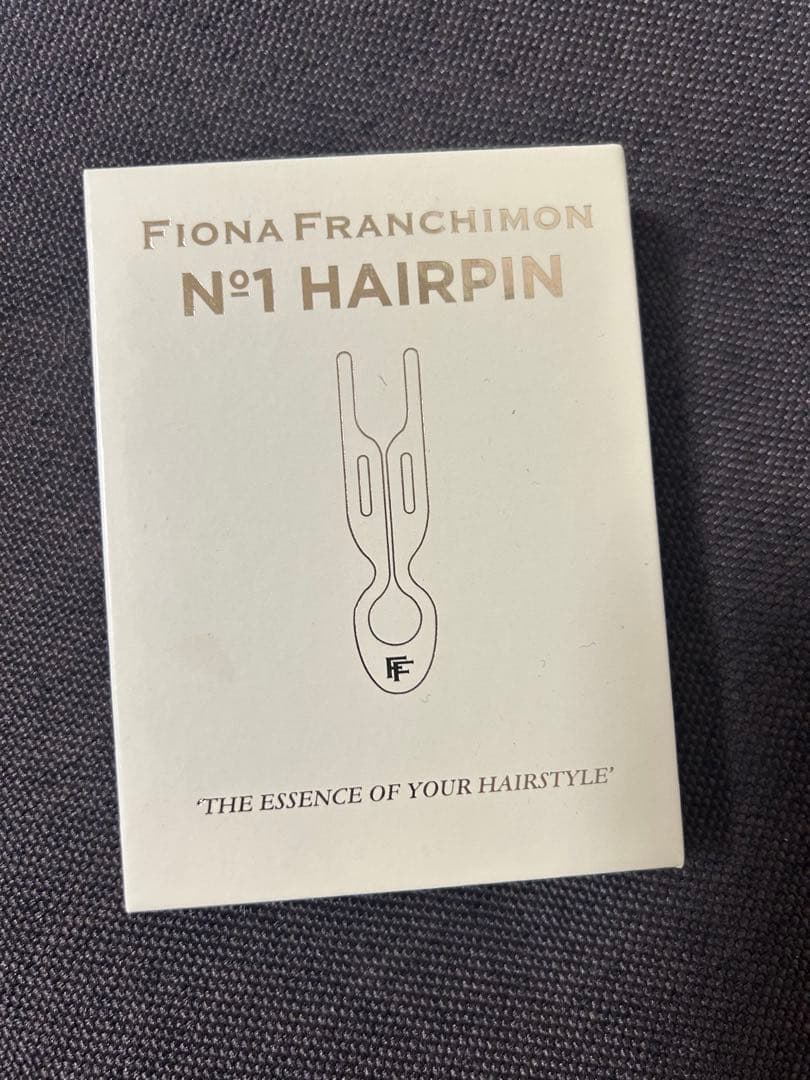 FIONA FRANCHIMON
Nº1 HAIRPIN
FF
‘THE ESSENCE OF YOUR HAIRSTYLE’